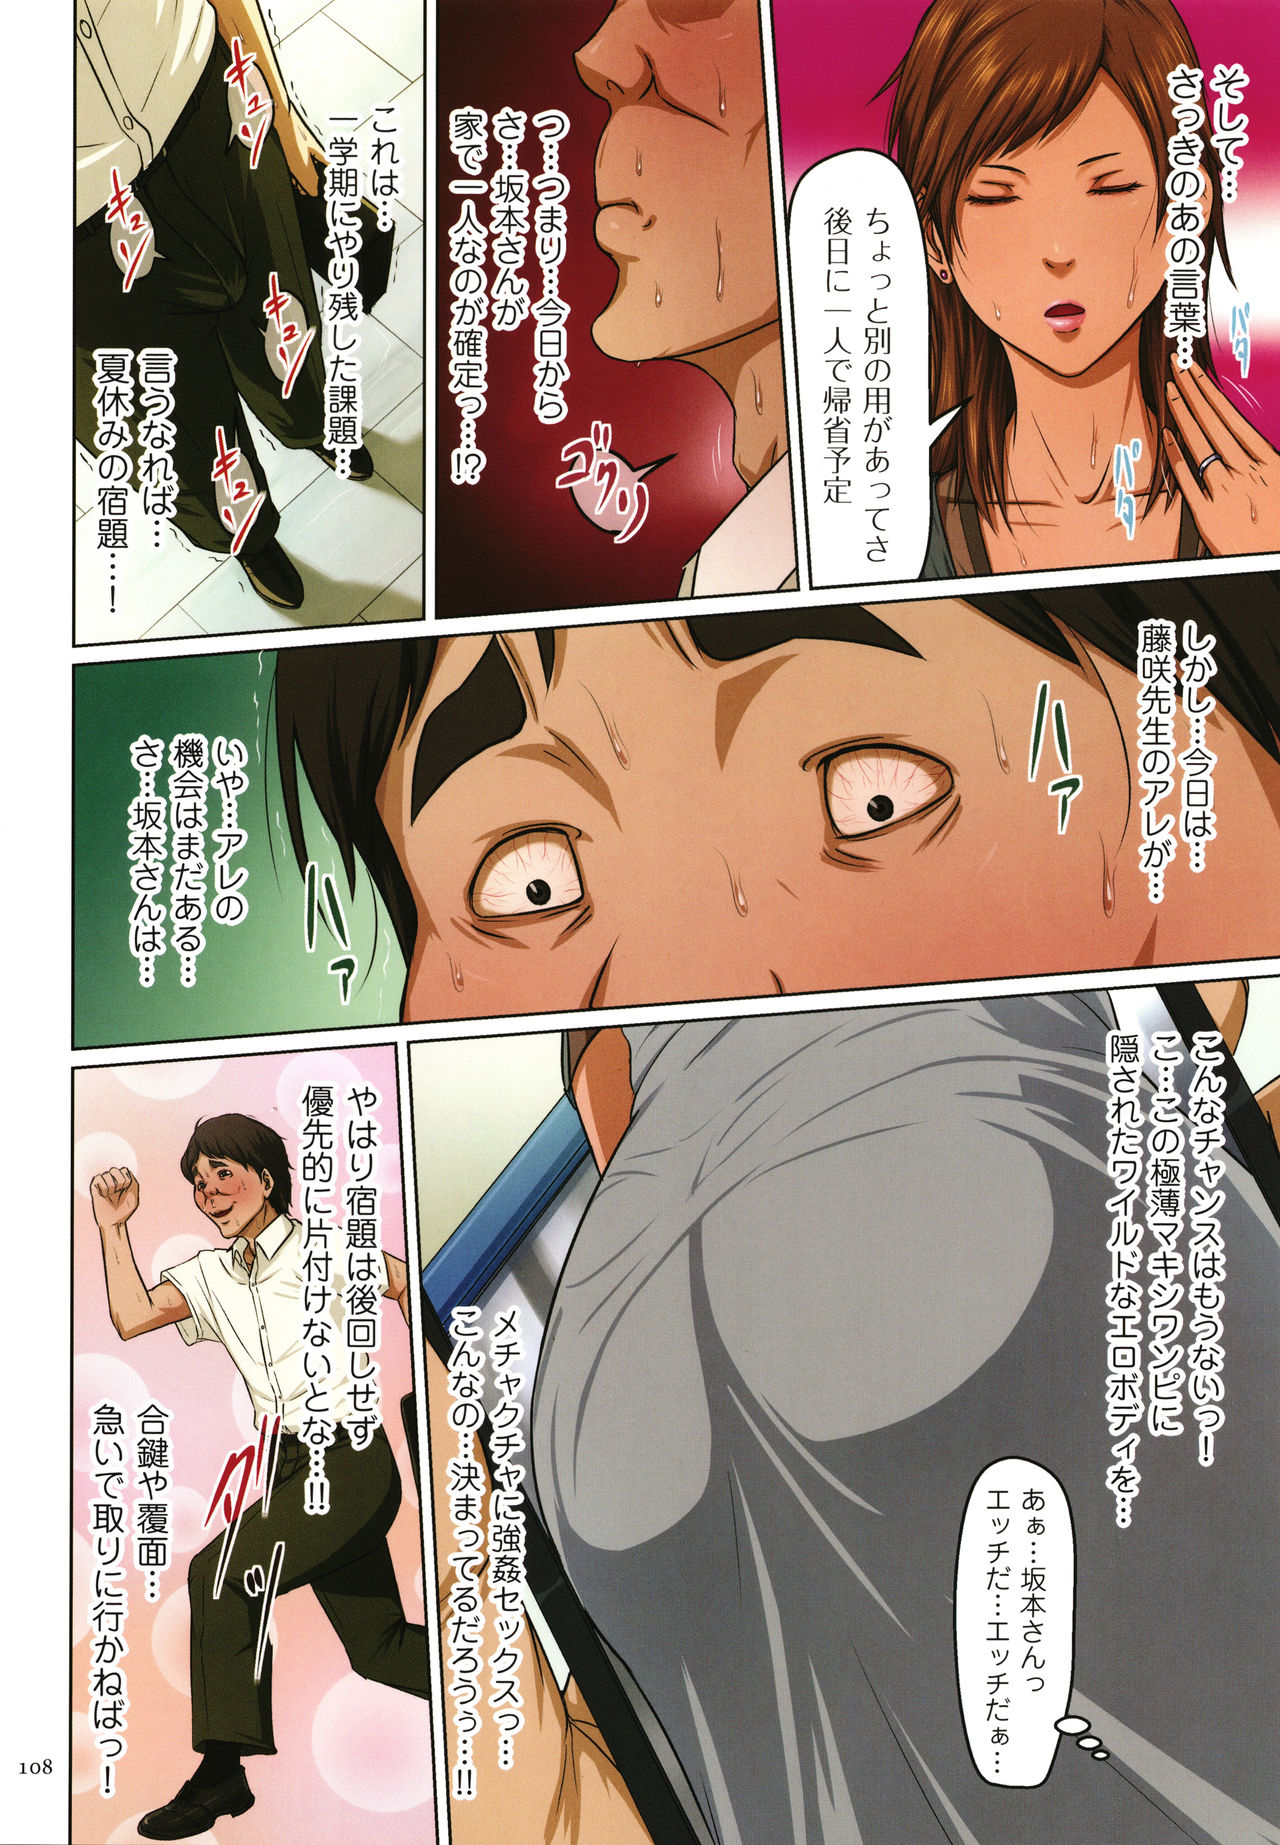 そして…
さっきのあの言葉…
パタ
パタ
ちょっと別の用があってさ
後日に一人で帰省予定
つ…つまり…今日から
さ…坂本さんが
家で一人なのが確定っ……!?
ゴクリ
これは…
一学期にやり残した課題…
キュン
キュン
キュン
キュン
言うなれば…
夏休みの宿題…！
しかし…今日は…
藤咲先生のアレが…
ハァ
ハァ
いや…アレの
機会はまだある…
さ…坂本さんは…
こんなチャンスはもうないっ！
こ…この極薄マキシワンピに
隠されたワイルドなエロボディを…
あぁ…坂本さんっ
エッチだ…エッチだぁ…
メチャクチャに強姦セックスっ…
こんなの…決まってるだろうぅ…!!
やはり宿題は後回しせず
優先的に片付けないとな…!!
ダッ
合鍵や覆面…
急いで取りに行かねばっ！
108